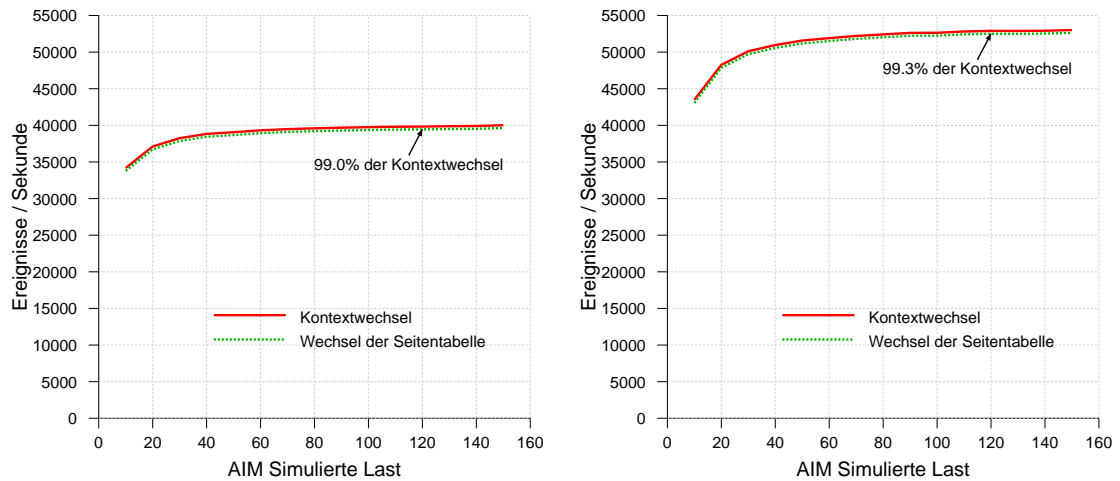 55000
50000
45000
40000
35000
30000
25000
20000
15000
10000
5000
0
Ereignisse / Sekunde
99.0% der Kontextwechsel
Kontextwechsel
Wechsel der Seitentabelle
0 20 40 60 80 100 120 140 160
AIM Simulierte Last
55000
50000
45000
40000
35000
30000
25000
20000
15000
10000
5000
0
Ereignisse / Sekunde
99.3% der Kontextwechsel
Kontextwechsel
Wechsel der Seitentabelle
0 20 40 60 80 100 120 140 160
AIM Simulierte Last